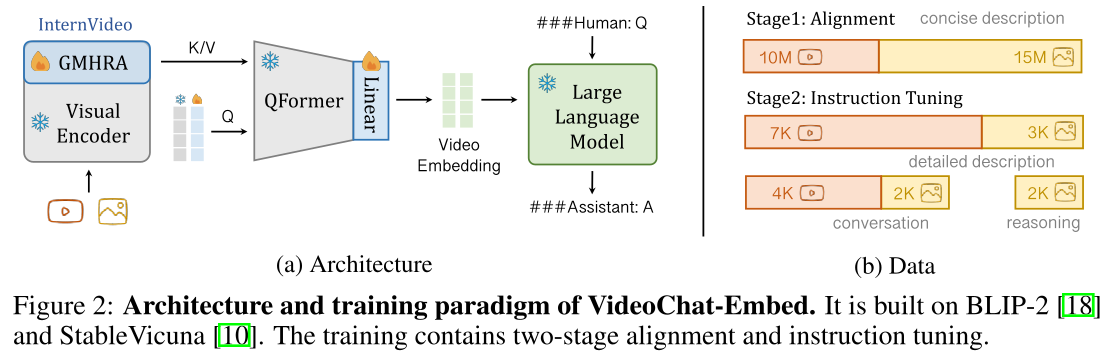 InternVideo
GMHRA
Visual
Encoder
K/V
Q
QFormer
Linear
Video
Embedding
###Human: Q
Large
Language
Model
###Assistant: A
(a) Architecture
Stage1: Alignment
concise description
10M
15M
Stage2: Instruction Tuning
7K
3K
detailed description
4K
2K
2K
conversation
reasoning
(b) Data
Figure 2: Architecture and training paradigm of VideoChat-Embed. It is built on BLIP-2 [18]
and StableVicuna [10]. The training contains two-stage alignment and instruction tuning.